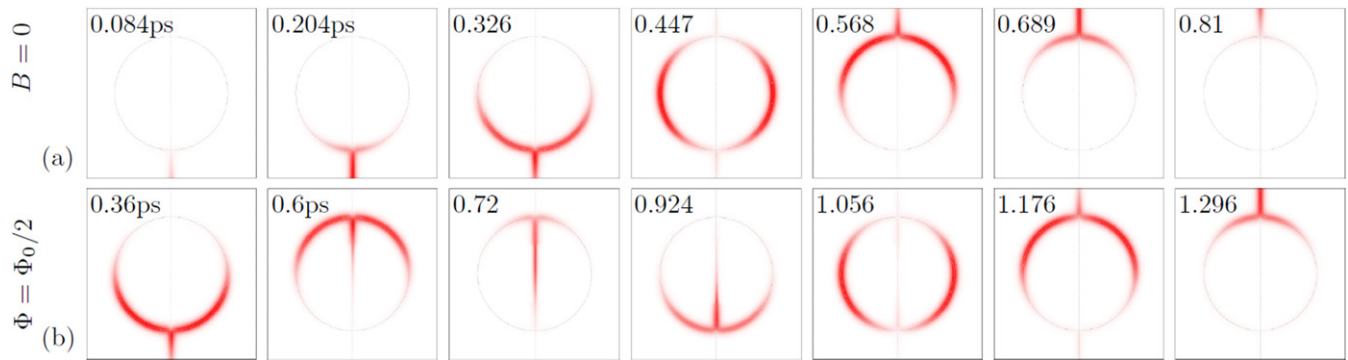 B = 0
0.084ps
0.204ps
0.326
0.447
0.568
0.689
0.81
(a)
Φ = Φ₀/2
0.36ps
0.6ps
0.72
0.924
1.056
1.176
1.296
(b)